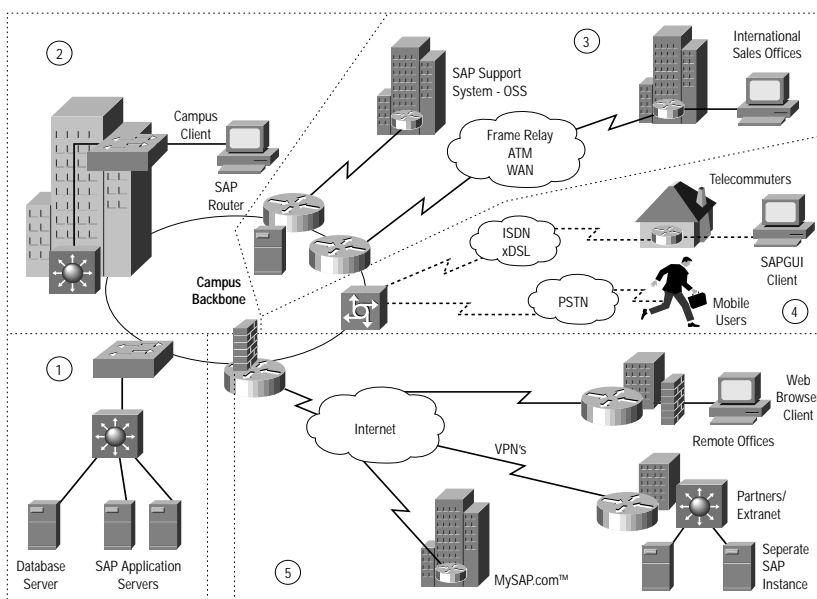 2
Campus
Client
SAP
Router
SAP Support
System - OSS
3
International
Sales Offices
Frame Relay
ATM
WAN
Telecommuters
ISDN
xDSL
SAPGUI
Client
PSTN
Mobile
Users
4
Campus
Backbone
1
Database
Server
SAP Application
Servers
5
Internet
VPN's
MySAP.com™
Web
Browser
Client
Remote Offices
Partners/
Extranet
Seperate
SAP
Instance